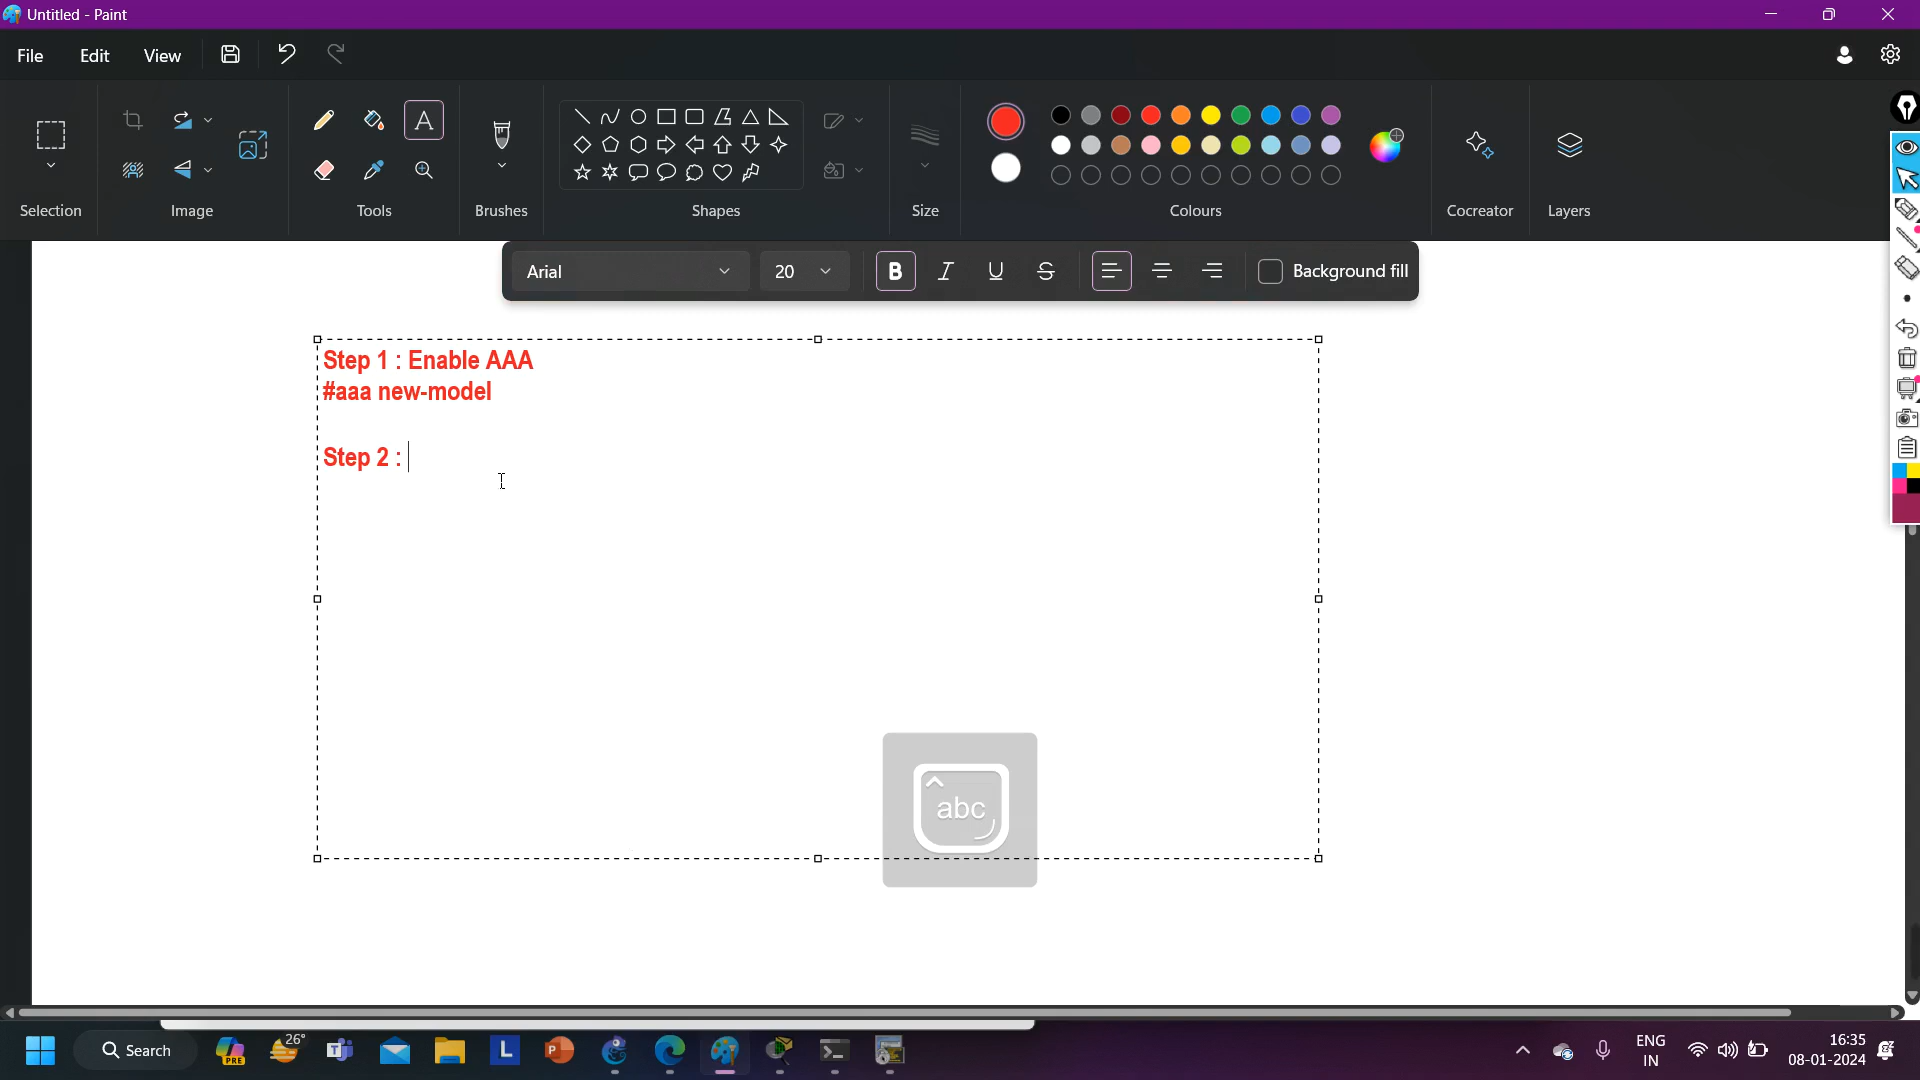 Untitled - Paint
File Edit View
Selection Image Tools Brushes Shapes Size Colours Cocreator Layers
Arial 20 B I U S Background fill
Step 1 : Enable AAA
#aaa new-model
Step 2 :
abc
Search
PRE
26°
L
ENG
IN
16:35
08-01-2024